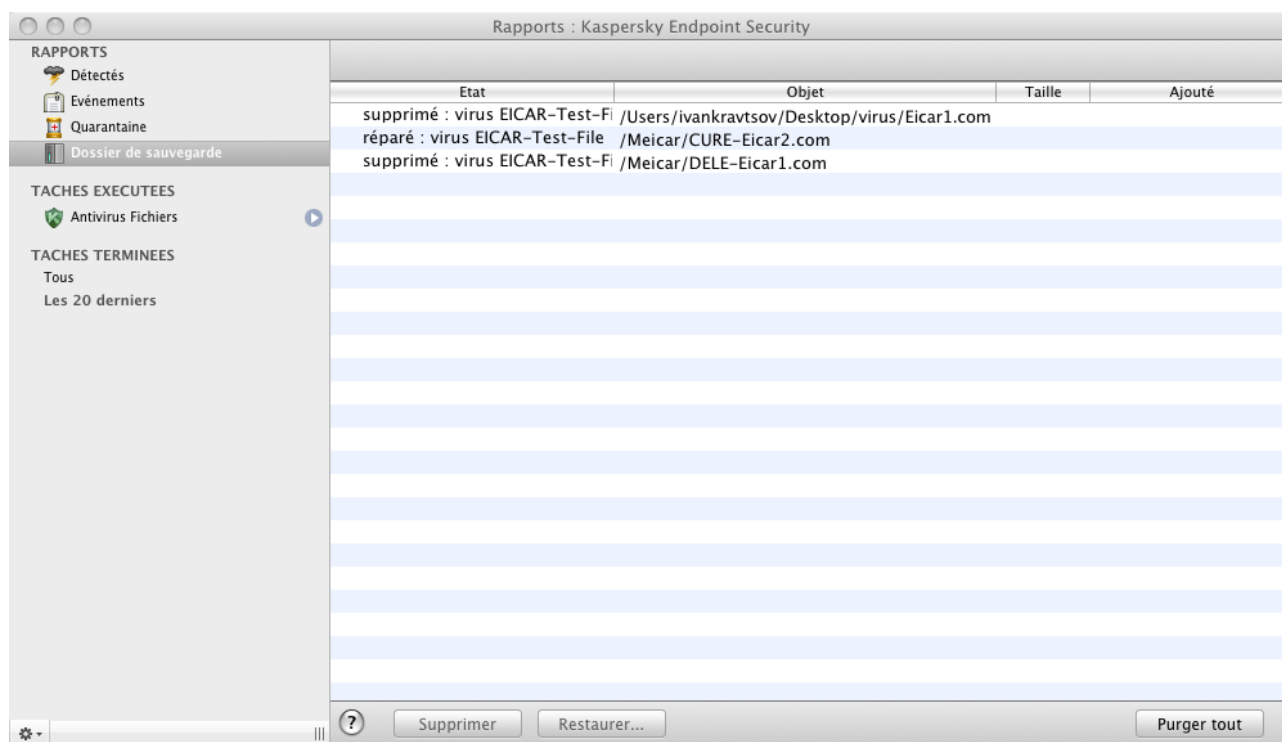 Rapports : Kaspersky Endpoint Security
RAPPORTS
Détectés
Evénements
Quarantaine
Dossier de sauvegarde
TACHES EXECUTEES
Antivirus Fichiers
TACHES TERMINEES
Tous
Les 20 derniers
Etat Objet Taille Ajouté
supprimé : virus EICAR-Test-Fi /Users/ivankravtsov/Desktop/virus/Eicar1.com
réparé : virus EICAR-Test-File /Meicar/CURE-Eicar2.com
supprimé : virus EICAR-Test-Fi /Meicar/DELE-Eicar1.com
? Supprimer Restaurer... Purger tout